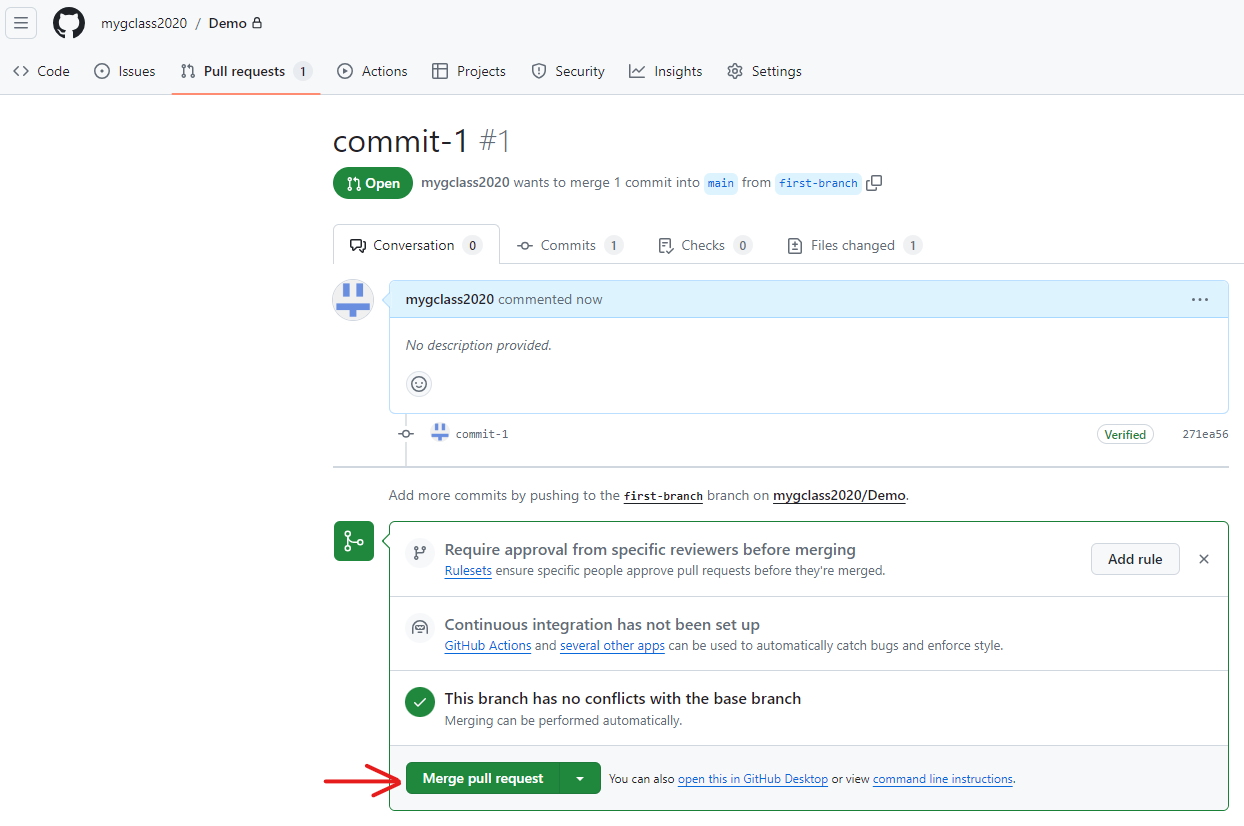 mygclass2020 / Demo
Code Issues Pull requests 1 Actions Projects Security Insights Settings
commit-1 #1
Open mygclass2020 wants to merge 1 commit into main from first-branch
Conversation 0 Commits 1 Checks 0 Files changed 1
mygclass2020 commented now
No description provided.
commit-1 Verified 271ea56
Add more commits by pushing to the first-branch branch on mygclass2020/Demo.
Require approval from specific reviewers before merging
Rulesets ensure specific people approve pull requests before they're merged.
Add rule
Continuous integration has not been set up
GitHub Actions and several other apps can be used to automatically catch bugs and enforce style.
This branch has no conflicts with the base branch
Merging can be performed automatically.
Merge pull request You can also open this in GitHub Desktop or view command line instructions.